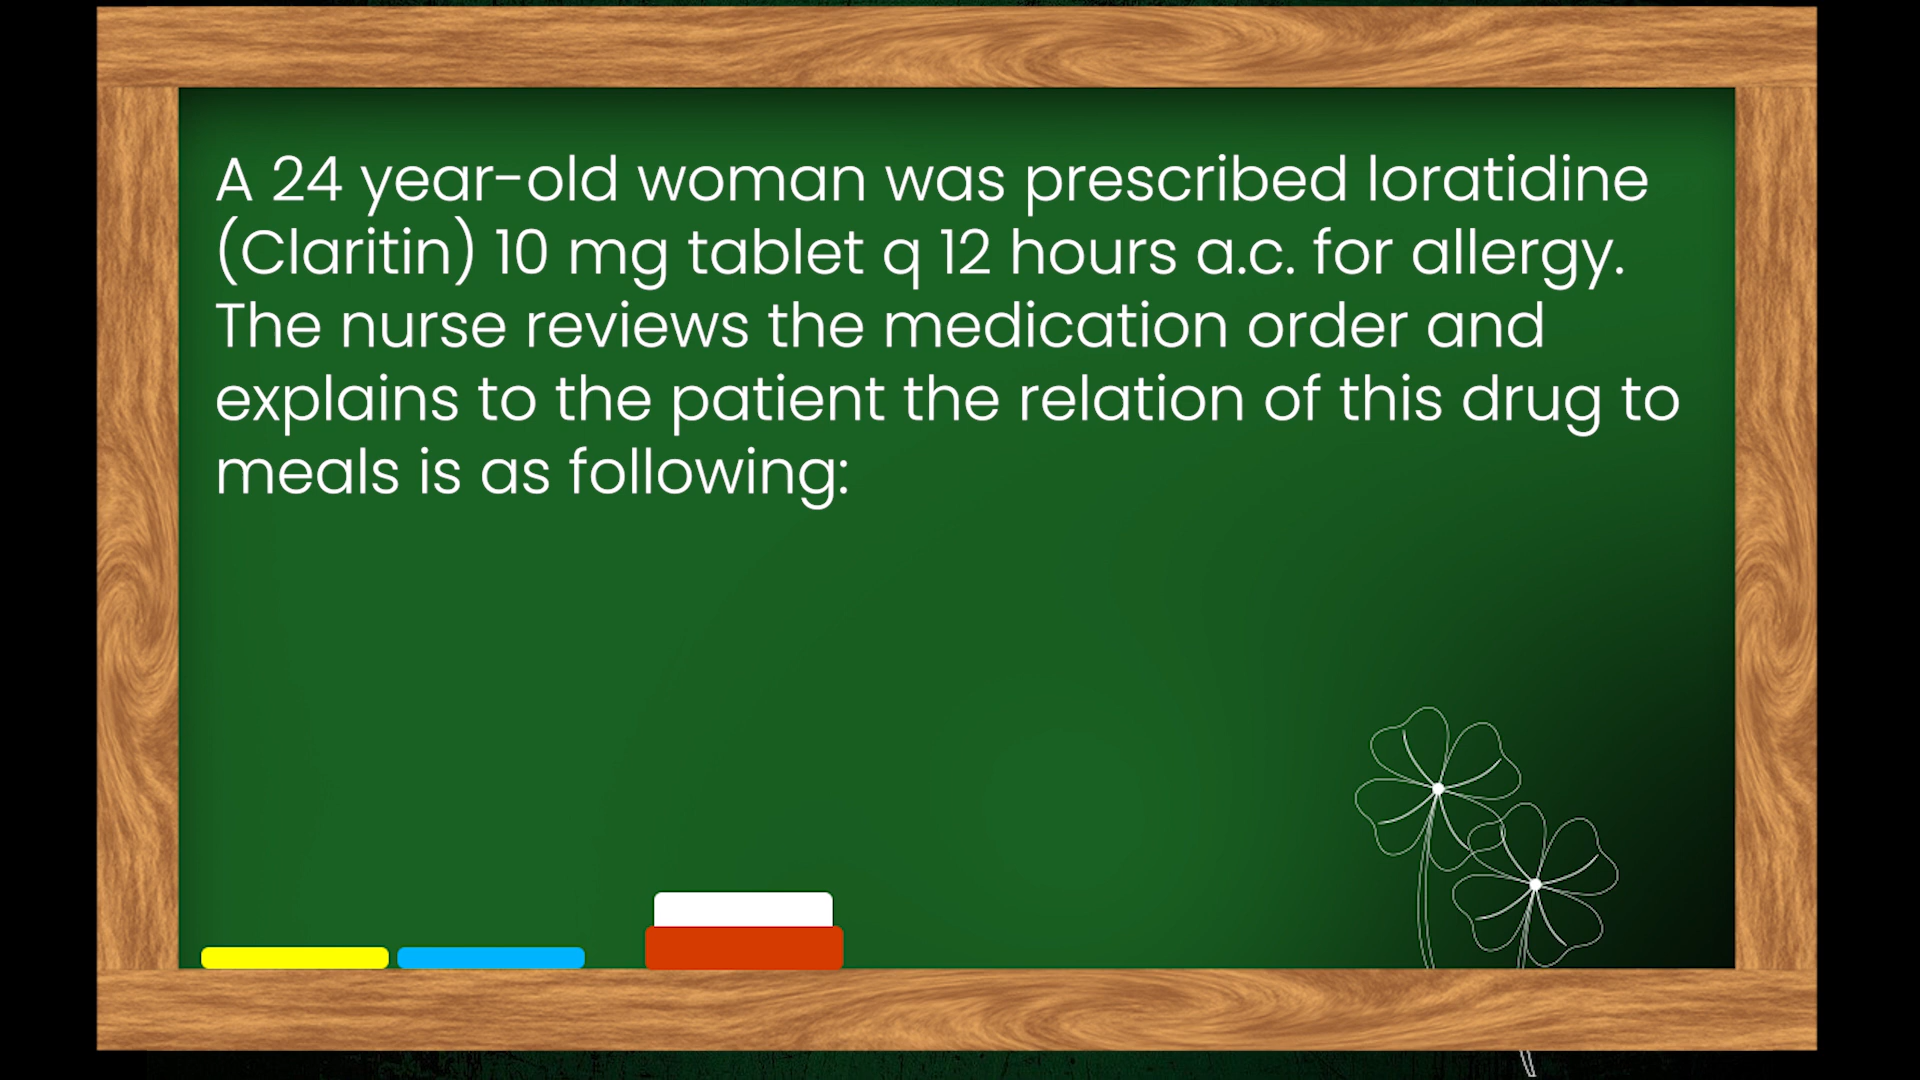 A 24 year-old woman was prescribed loratidine
(Claritin) 10 mg tablet q 12 hours a.c. for allergy.
The nurse reviews the medication order and
explains to the patient the relation of this drug to
meals is as following: